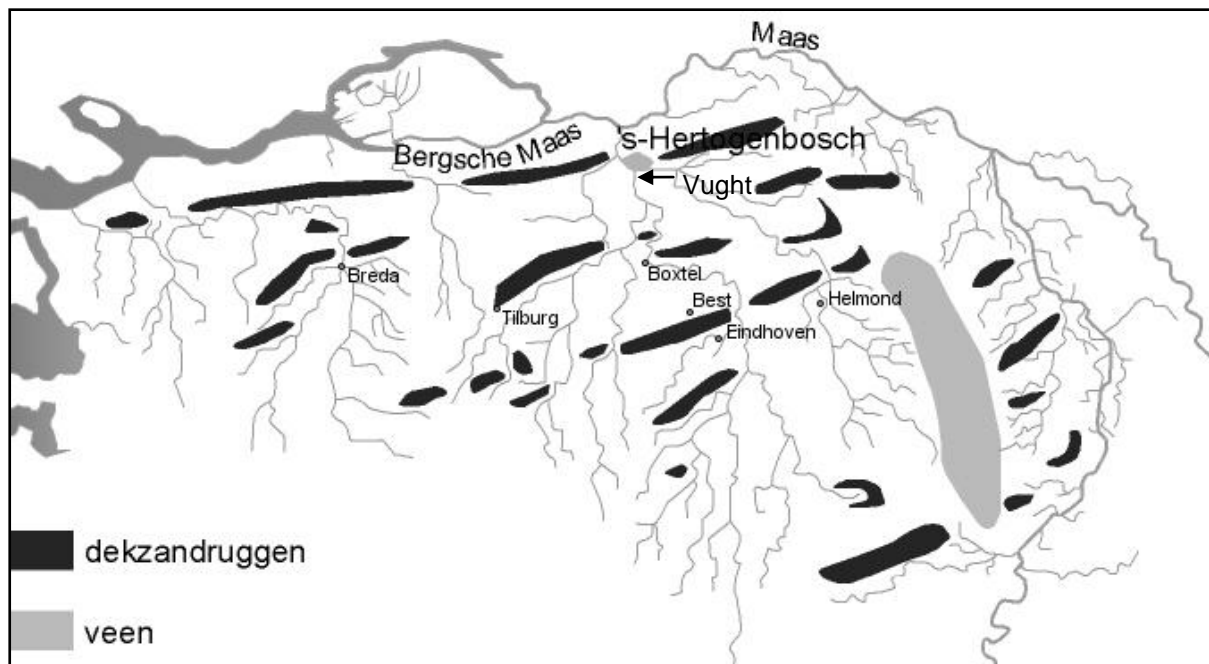 Maas
's-Hertogenbosch
Bergsche Maas
Vught
Breda
Boxtel
Best
Helmond
Tilburg
Eindhoven
dekzandruggen
veen